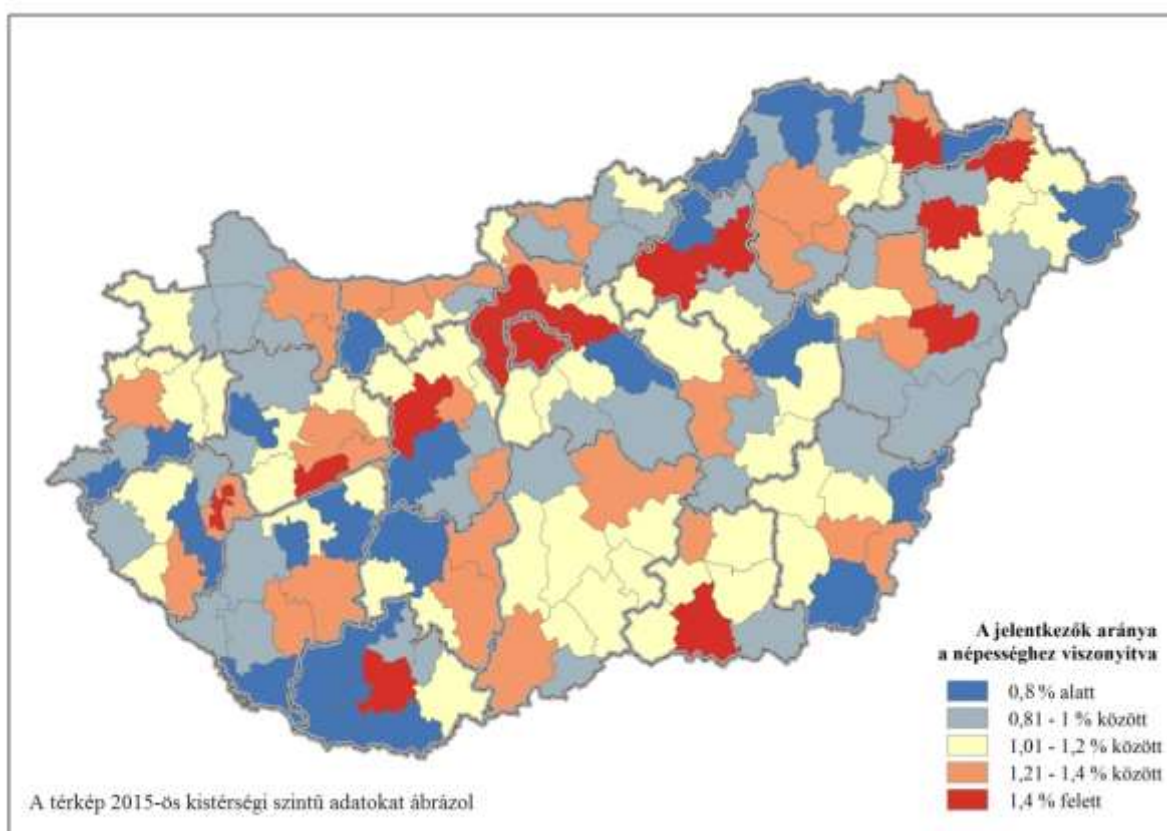 A jelentkezők aránya
a népességhez viszonyítva
0,8 % alatt
0,81 - 1 % között
1,01 - 1,2 % között
1,21 - 1,4 % között
1,4 % felett
A térkép 2015-ös kistérségi szintű adatokat ábrázol